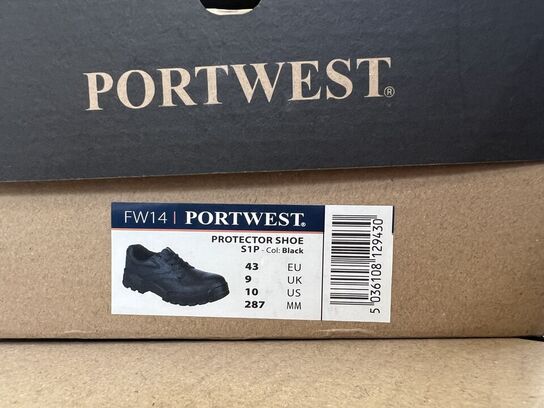 PORTWEST®
FW14 | PORTWEST®
PROTECTOR SHOE
S1P - Col: Black
43 EU
9 UK
10 US
287 MM
5 036108 129430